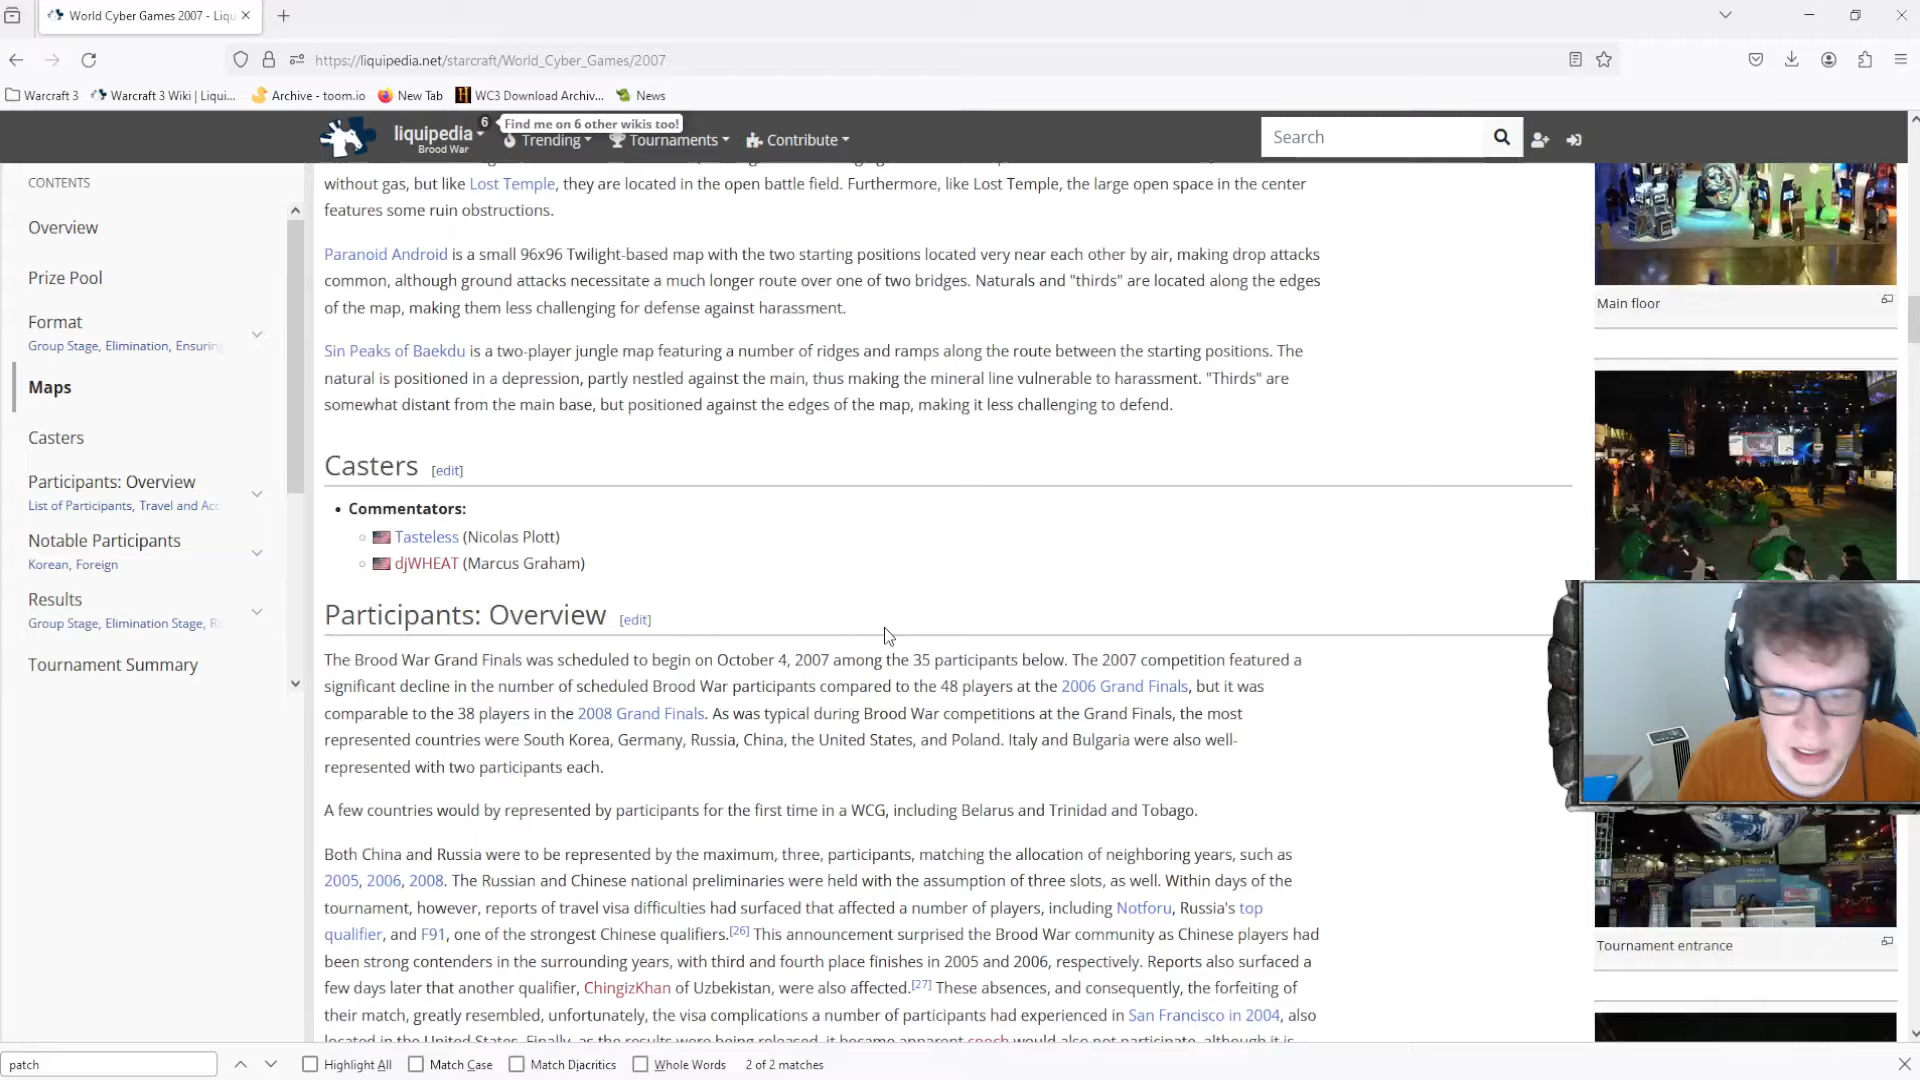 World Cyber Games 2007 - Liqu
https://liquipedia.net/starcraft/World_Cyber_Games/2007
Warcraft 3
Warcraft 3 Wiki | Liqui...
Archive - toom.io
New Tab
WC3 Download Archiv...
News
liquipedia
Brood War
6
Find me on 6 other wikis too!
Trending
Tournaments
Contribute
Search
CONTENTS
Overview
Prize Pool
Format
Group Stage, Elimination, Ensuring
Maps
Casters
Participants: Overview
List of Participants, Travel and Acc
Notable Participants
Korean, Foreign
Results
Group Stage, Elimination Stage, R
Tournament Summary
without gas, but like Lost Temple, they are located in the open battle field. Furthermore, like Lost Temple, the large open space in the center
features some ruin obstructions.
Paranoid Android is a small 96x96 Twilight-based map with the two starting positions located very near each other by air, making drop attacks
common, although ground attacks necessitate a much longer route over one of two bridges. Naturals and "thirds" are located along the edges
of the map, making them less challenging for defense against harassment.
Sin Peaks of Baekdu is a two-player jungle map featuring a number of ridges and ramps along the route between the starting positions. The
natural is positioned in a depression, partly nestled against the main, thus making the mineral line vulnerable to harassment. "Thirds" are
somewhat distant from the main base, but positioned against the edges of the map, making it less challenging to defend.
Casters [edit]
• Commentators:
Tasteless (Nicolas Plott)
djWHEAT (Marcus Graham)
Participants: Overview [edit]
The Brood War Grand Finals was scheduled to begin on October 4, 2007 among the 35 participants below. The 2007 competition featured a
significant decline in the number of scheduled Brood War participants compared to the 48 players at the 2006 Grand Finals, but it was
comparable to the 38 players in the 2008 Grand Finals. As was typical during Brood War competitions at the Grand Finals, the most
represented countries were South Korea, Germany, Russia, China, the United States, and Poland. Italy and Bulgaria were also well-
represented with two participants each.
A few countries would by represented by participants for the first time in a WCG, including Belarus and Trinidad and Tobago.
Both China and Russia were to be represented by the maximum, three, participants, matching the allocation of neighboring years, such as
2005, 2006, 2008. The Russian and Chinese national preliminaries were held with the assumption of three slots, as well. Within days of the
tournament, however, reports of travel visa difficulties had surfaced that affected a number of players, including Notforu, Russia's top
qualifier, and F91, one of the strongest Chinese qualifiers.[26] This announcement surprised the Brood War community as Chinese players had
been strong contenders in the surrounding years, with third and fourth place finishes in 2005 and 2006, respectively. Reports also surfaced a
few days later that another qualifier, ChingizKhan of Uzbekistan, were also affected.[27] These absences, and consequently, the forfeiting of
their match, greatly resembled, unfortunately, the visa complications a number of participants had experienced in San Francisco in 2004, also
located in the United States. Finally, as the results were being released, it became apparent cooch would also not participate, although it is
Main floor
Tournament entrance
patch
Highlight All
Match Case
Match Diacritics
Whole Words
2 of 2 matches